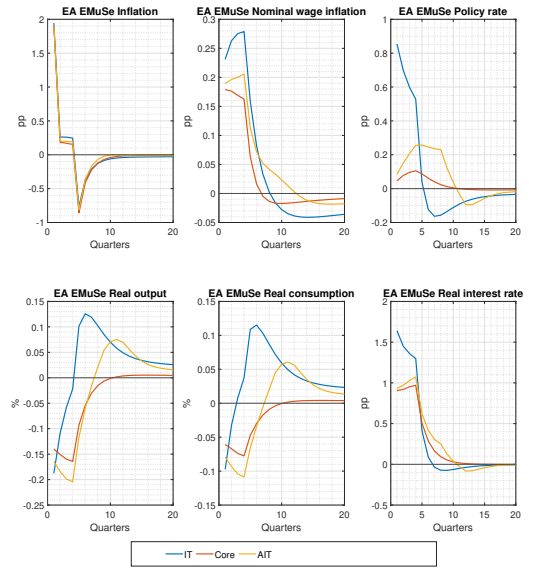 EA EMuSe Inflation EA EMuSe Nominal wage inflation EA EMuSe Policy rate
2 0.3 1
1.5 0.25 0.8
1 0.2 0.6
0.5 0.15 0.4
0 0.1 0.2
-0.5 0.05 0
-1 0 -0.2
-0.05
pp pp pp
0 5 10 15 20 0 10 20 0 5 10 15 20
Quarters Quarters Quarters
EA EMuSe Real output EA EMuSe Real consumption EA EMuSe Real interest rate
0.15 0.15 2
0.1 0.1 1.5
0.05 0.05 1
0 0 0.5
-0.05 -0.05 0
-0.1 -0.1 -0.5
-0.15 -0.15
-0.2
-0.25
% % pp
0 5 10 15 20 0 10 20 0 5 10 15 20
Quarters Quarters Quarters
IT Core AIT